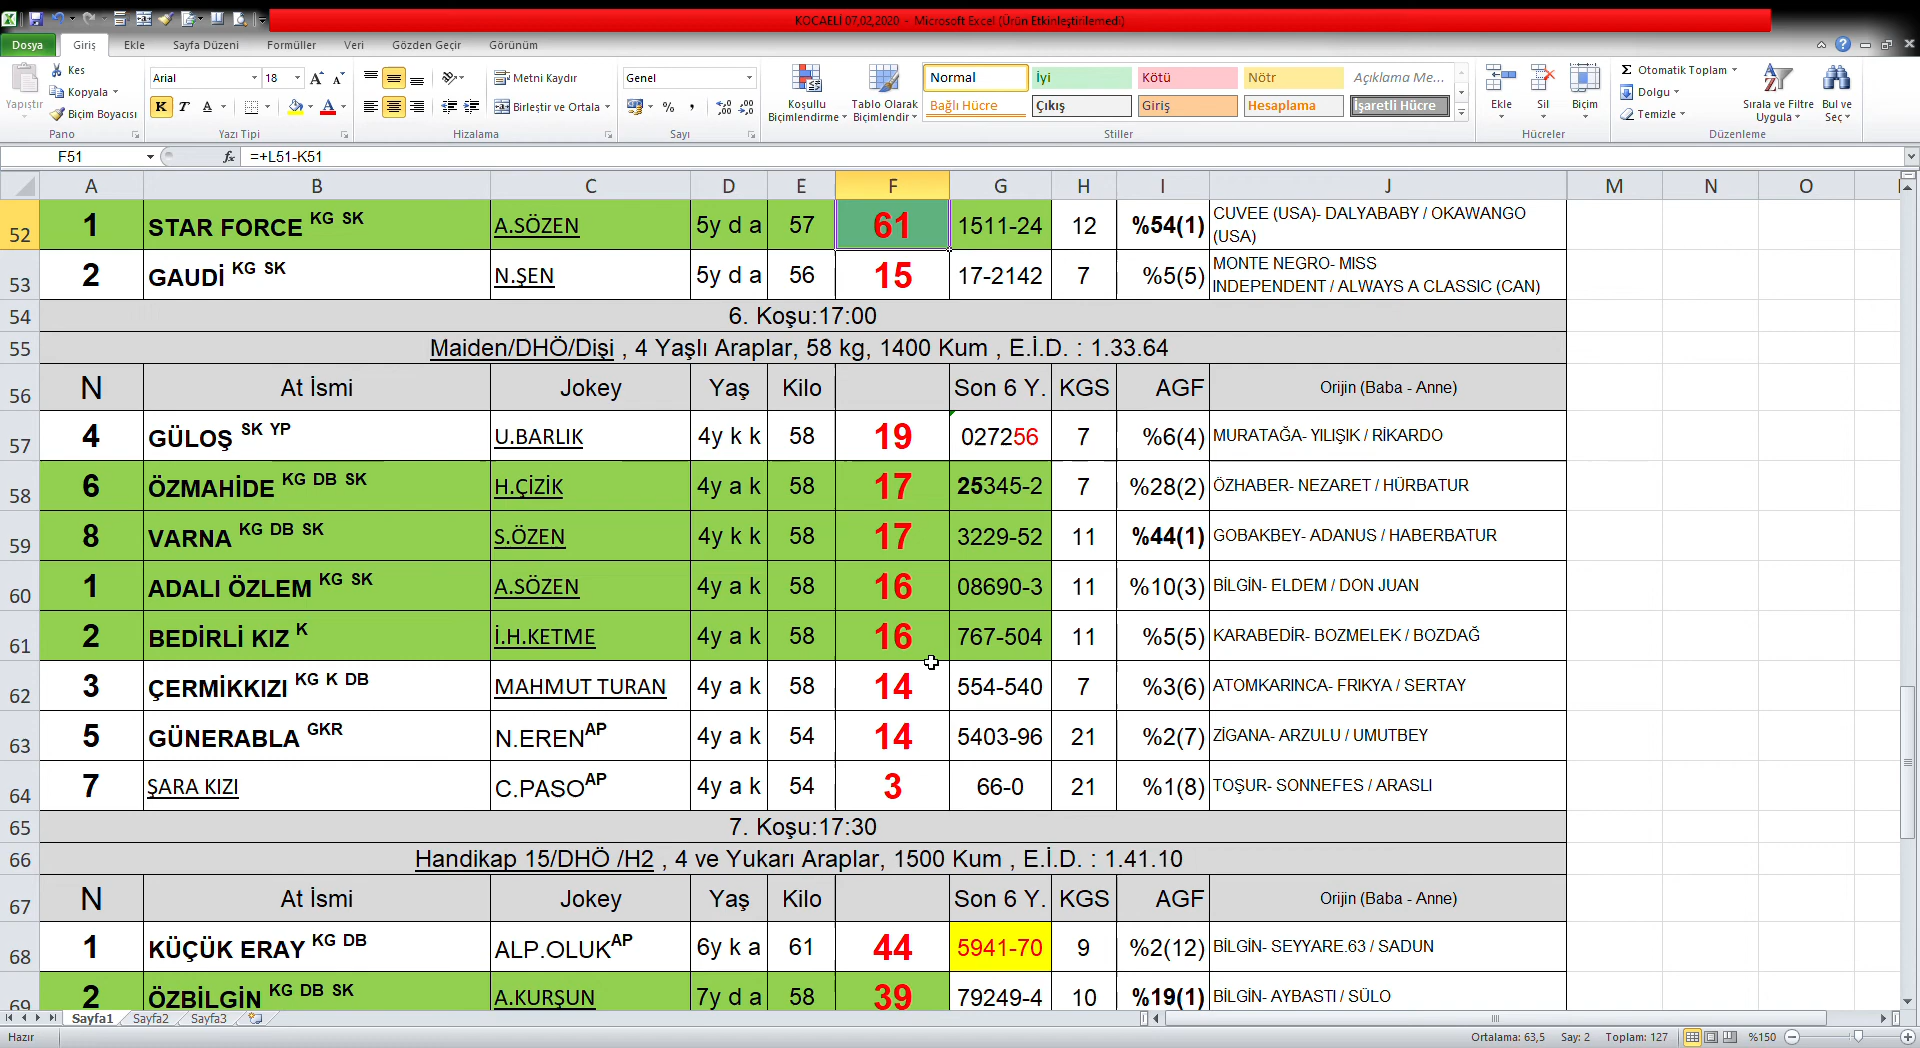 KOCAELİ 07,02,2020 - Microsoft Excel (Ürün Etkinleştirilemedi)
Dosya Giriş Ekle Sayfa Düzeni Formüller Veri Gözden Geçir Görünüm
Kes
Kopyala
Biçim Boyacısı
Yapıştır
Pano
Arial 18
K T A
Yazı Tipi
Metni Kaydır
Birleştir ve Ortala
Hizalama
Genel
Sayı
Koşullu Biçimlendirme
Tablo Olarak Biçimlendir
Normal İyi Kötü Nötr Açıklama Me...
Bağlı Hücre Çıkış Giriş Hesaplama İşaretli Hücre
Stiller
Ekle Sil Biçim
Hücreler
Otomatik Toplam
Dolgu
Temizle
Sırala ve Filtre Uygula
Bul ve Seç
Düzenleme
F51 fx =+L51-K51
A B C D E F G H I J M N O
52 1 STAR FORCE KG SK A.SÖZEN 5y d a 57 61 1511-24 12 %54(1) CUVEE (USA)- DALYABABY / OKAWANGO (USA)
53 2 GAUDİ KG SK N.ŞEN 5y d a 56 15 17-2142 7 %5(5) MONTE NEGRO- MISS INDEPENDENT / ALWAYS A CLASSIC (CAN)
54 6. Koşu:17:00
55 Maiden/DHÖ/Dişi , 4 Yaşlı Araplar, 58 kg, 1400 Kum , E.İ.D. : 1.33.64
56 N At İsmi Jokey Yaş Kilo Son 6 Y. KGS AGF Orijin (Baba - Anne)
57 4 GÜLOŞ SK YP U.BARLIK 4y k k 58 19 027256 7 %6(4) MURATAĞA- YILIŞIK / RİKARDO
58 6 ÖZMAHİDE KG DB SK H.ÇİZİK 4y a k 58 17 25345-2 7 %28(2) ÖZHABER- NEZARET / HÜRBATUR
59 8 VARNA KG DB SK S.ÖZEN 4y k k 58 17 3229-52 11 %44(1) GOBAKBEY- ADANUS / HABERBATUR
60 1 ADALI ÖZLEM KG SK A.SÖZEN 4y a k 58 16 08690-3 11 %10(3) BİLGİN- ELDEM / DON JUAN
61 2 BEDİRLİ KIZ K İ.H.KETME 4y a k 58 16 767-504 11 %5(5) KARABEDİR- BOZMELEK / BOZDAĞ
62 3 ÇERMİKKIZI KG K DB MAHMUT TURAN 4y a k 58 14 554-540 7 %3(6) ATOMKARINCA- FRIKYA / SERTAY
63 5 GÜNERABLA GKR N.EREN AP 4y a k 54 14 5403-96 21 %2(7) ZİGANA- ARZULU / UMUTBEY
64 7 ŞARA KIZI C.PASO AP 4y a k 54 3 66-0 21 %1(8) TOŞUR- SONNEFES / ARASLI
65 7. Koşu:17:30
66 Handikap 15/DHÖ /H2 , 4 ve Yukarı Araplar, 1500 Kum , E.İ.D. : 1.41.10
67 N At İsmi Jokey Yaş Kilo Son 6 Y. KGS AGF Orijin (Baba - Anne)
68 1 KÜÇÜK ERAY KG DB ALP.OLUK AP 6y k a 61 44 5941-70 9 %2(12) BİLGİN- SEYYARE.63 / SADUN
69 2 ÖZBİLGİN KG DB SK A.KURŞUN 7y d a 58 39 79249-4 10 %19(1) BİLGİN- AYBASTI / SÜLO
Sayfa1 Sayfa2 Sayfa3
Hazır Ortalama: 63,5 Say: 2 Toplam: 127 %150